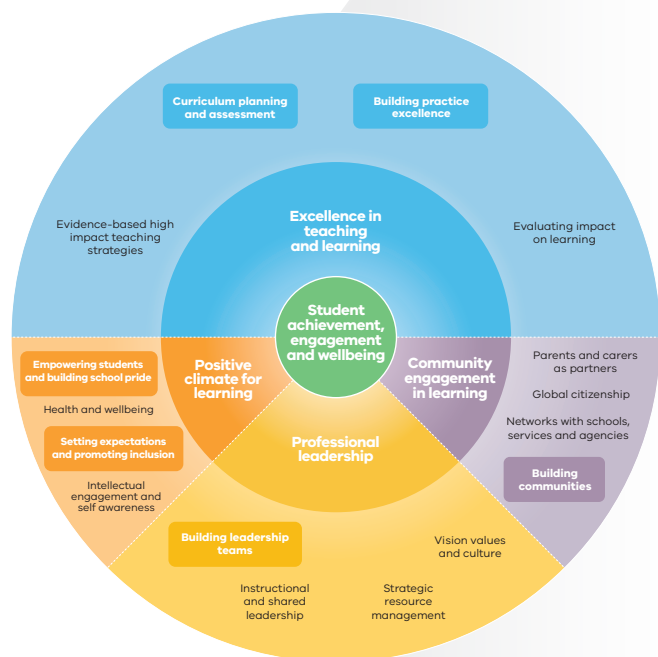 Curriculum planning
and assessment
Building practice
excellence
Evidence-based high
impact teaching
strategies
Excellence in
teaching
and learning
Evaluating impact
on learning
Student
achievement,
engagement
and wellbeing
Empowering students
and building school pride
Health and wellbeing
Setting expectations
and promoting inclusion
Intellectual
engagement and
self awareness
Positive
climate for
learning
Community
engagement
in learning
Parents and carers
as partners
Global citizenship
Networks with schools,
services and agencies
Building
communities
Professional
leadership
Building leadership
teams
Instructional
and shared
leadership
Strategic
resource
management
Vision values
and culture